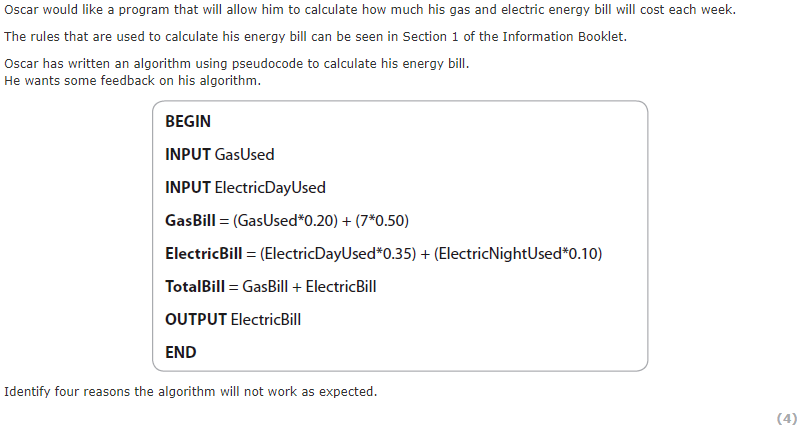 Oscar would like a program that will allow him to calculate how much his gas and electric energy bill will cost each week.
The rules that are used to calculate his energy bill can be seen in Section 1 of the Information Booklet.
Oscar has written an algorithm using pseudocode to calculate his energy bill.
He wants some feedback on his algorithm.
BEGIN
INPUT GasUsed
INPUT ElectricDayUsed
GasBill = (GasUsed*0.20) + (7*0.50)
ElectricBill = (ElectricDayUsed*0.35) + (ElectricNightUsed*0.10)
TotalBill = GasBill + ElectricBill
OUTPUT ElectricBill
END
Identify four reasons the algorithm will not work as expected.
(4)